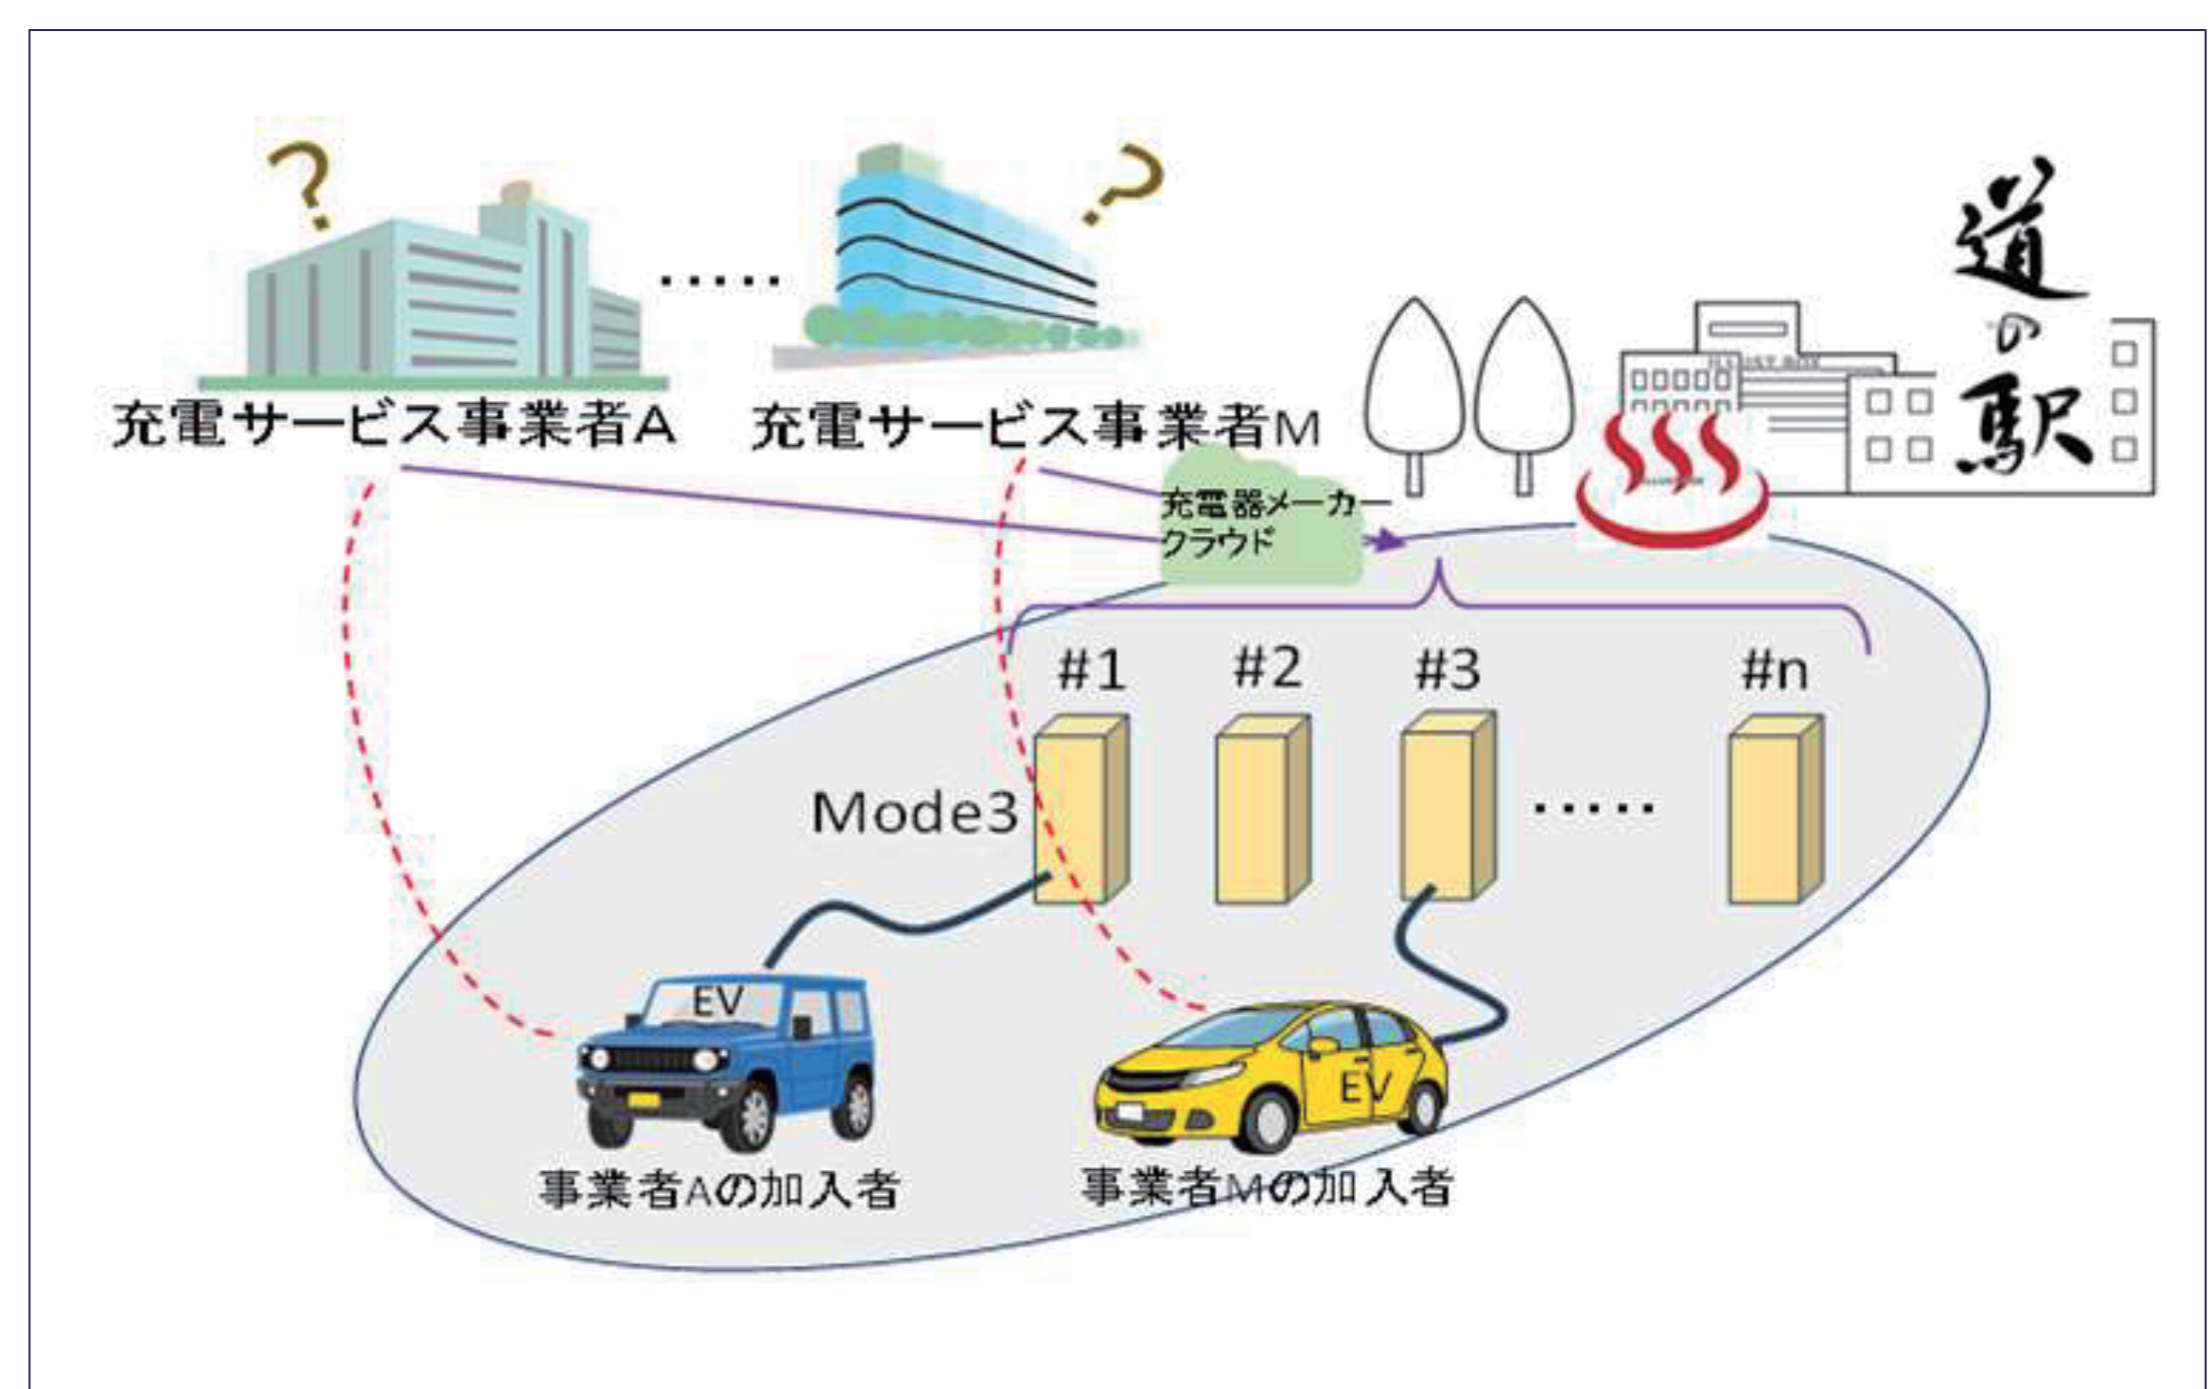 ?
?
充電サービス事業者A
・・・・・
充電サービス事業者M
道の駅
充電器メーカー
クラウド
#1
#2
#3
#n
Mode3
・・・・・
EV
EV
事業者Aの加入者
事業者Mの加入者